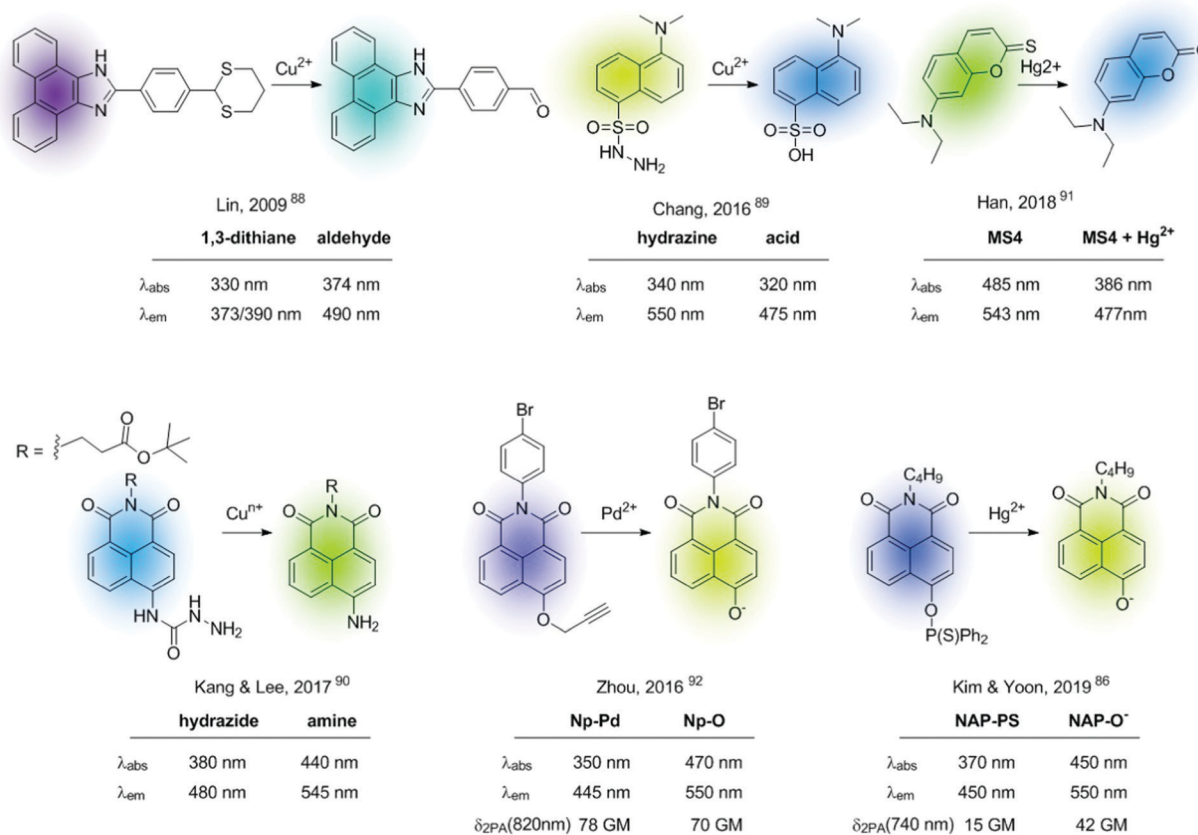 H
N
N
S
S
Cu²⁺
H
N
N
O
N
O=S=O
HN
NH₂
Cu²⁺
N
O=S=O
OH
S
O
N
Hg2+
O
N
Lin, 2009 ⁸⁸
1,3-dithiane aldehyde
λabs 330 nm 374 nm
λem 373/390 nm 490 nm
Chang, 2016 ⁸⁹
hydrazine acid
λabs 340 nm 320 nm
λem 550 nm 475 nm
Han, 2018 ⁹¹
MS4 MS4 + Hg²⁺
λabs 485 nm 386 nm
λem 543 nm 477nm
R =
O
O
R
O N O
HN
H
N
NH₂
O
Cuⁿ⁺
R
O N O
NH₂
Br
O N O
O
Pd²⁺
Br
O N O
O⁻
C₄H₉
O N O
O
P(S)Ph₂
Hg²⁺
C₄H₉
O N O
O⁻
Kang & Lee, 2017 ⁹⁰
hydrazide amine
λabs 380 nm 440 nm
λem 480 nm 545 nm
Zhou, 2016 ⁹²
Np-Pd Np-O
λabs 350 nm 470 nm
λem 445 nm 550 nm
δ2PA(820nm) 78 GM 70 GM
Kim & Yoon, 2019 ⁸⁶
NAP-PS NAP-O⁻
λabs 370 nm 450 nm
λem 450 nm 550 nm
δ2PA(740 nm) 15 GM 42 GM